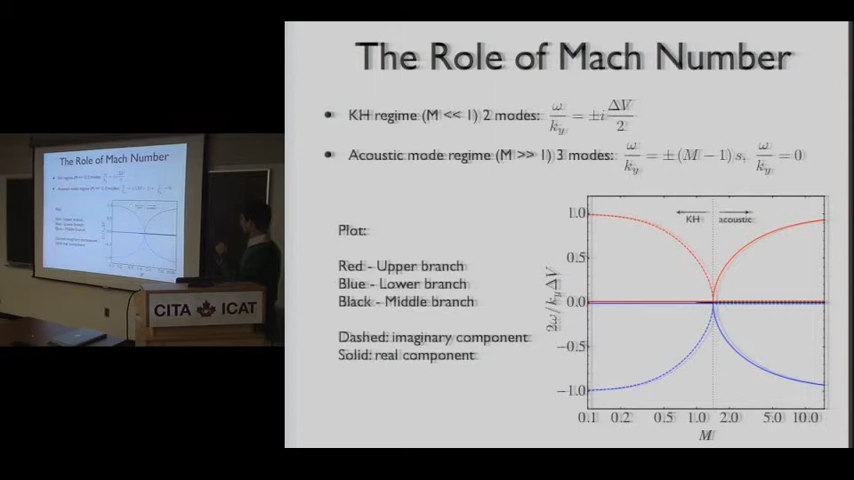 The Role of Mach Number
• KH regime (M << 1) 2 modes: ω/k_y = ±i ΔV/2
• Acoustic mode regime (M >> 1) 3 modes: ω/k_y = ± (M − 1) s, ω/k_y = 0
Plot:
Red - Upper branch
Blue - Lower branch
Black - Middle branch
Dashed: imaginary component
Solid: real component
KH acoustic
2ω/k_yΔV
1.0
0.5
0.0
−0.5
−1.0
0.1 0.2 0.5 1.0 2.0 5.0 10.0
M
The Role of Mach Number
CITA ICAT